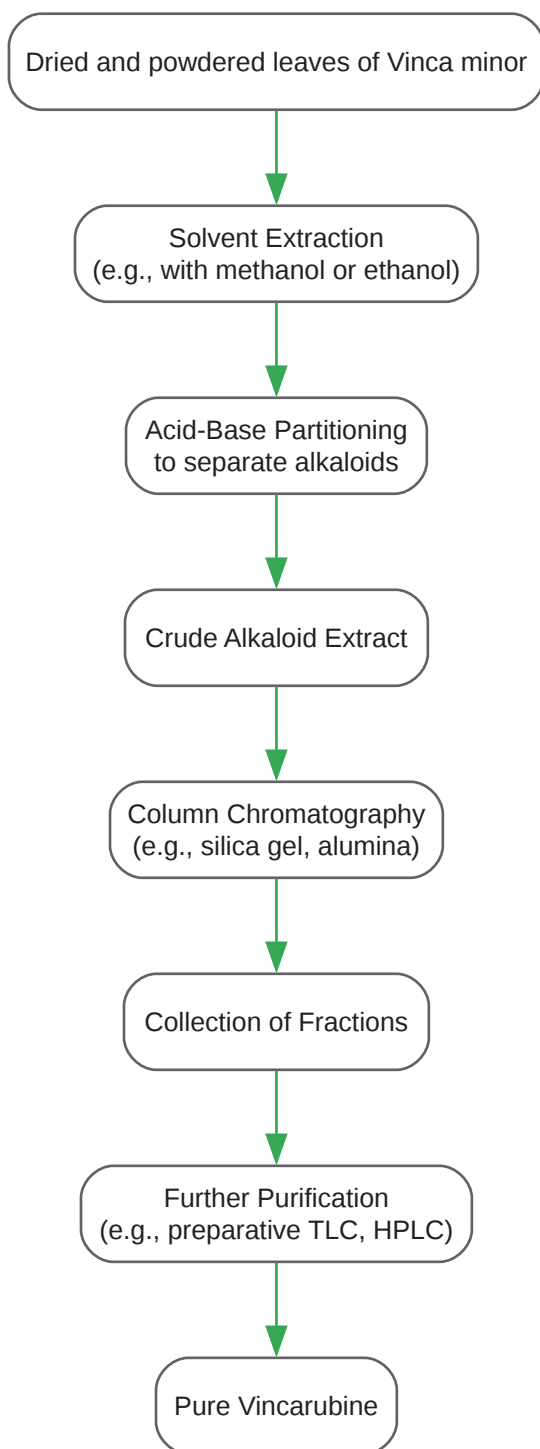 Dried and powdered leaves of Vinca minor
Solvent Extraction
(e.g., with methanol or ethanol)
Acid-Base Partitioning
to separate alkaloids
Crude Alkaloid Extract
Column Chromatography
(e.g., silica gel, alumina)
Collection of Fractions
Further Purification
(e.g., preparative TLC, HPLC)
Pure Vincarubine